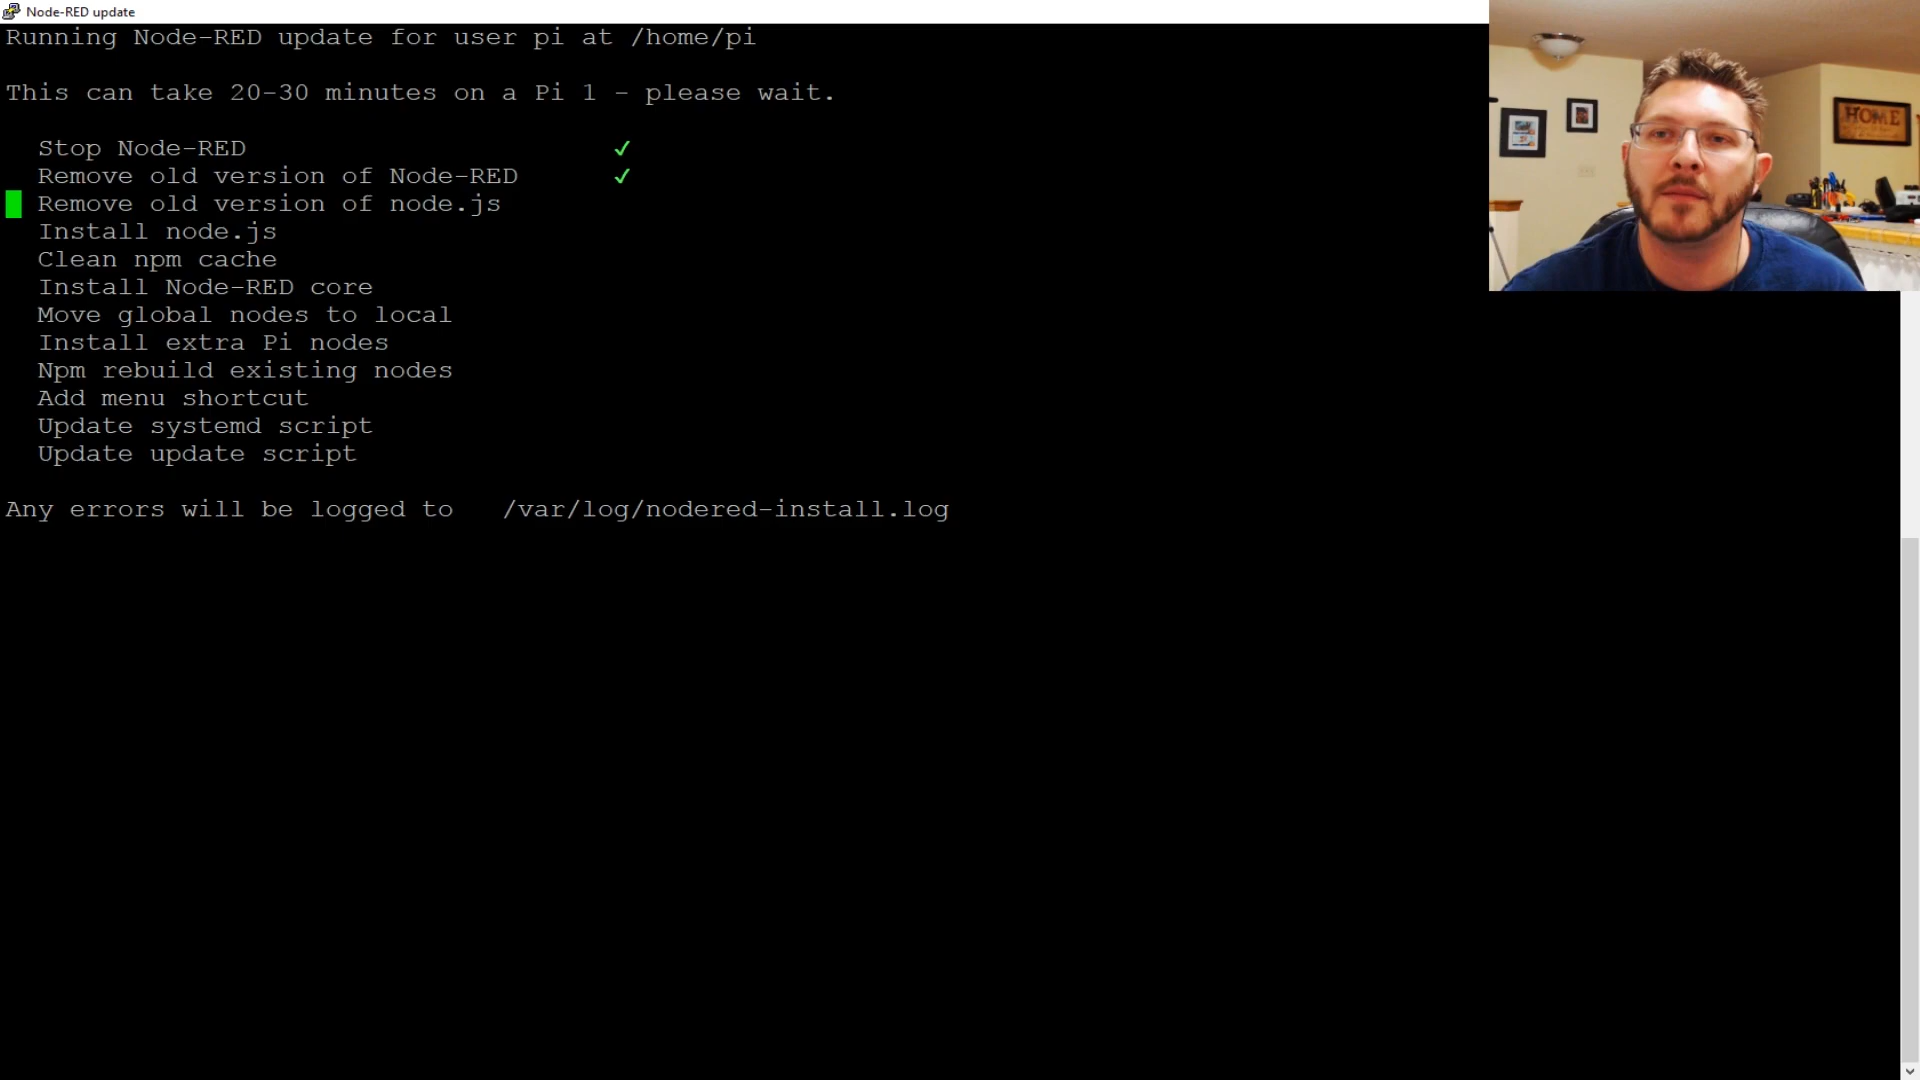 Node-RED update
Running Node-RED update for user pi at /home/pi
This can take 20-30 minutes on a Pi 1 - please wait.
Stop Node-RED ✓
Remove old version of Node-RED ✓
Remove old version of node.js
Install node.js
Clean npm cache
Install Node-RED core
Move global nodes to local
Install extra Pi nodes
Npm rebuild existing nodes
Add menu shortcut
Update systemd script
Update update script
Any errors will be logged to /var/log/nodered-install.log
HOME